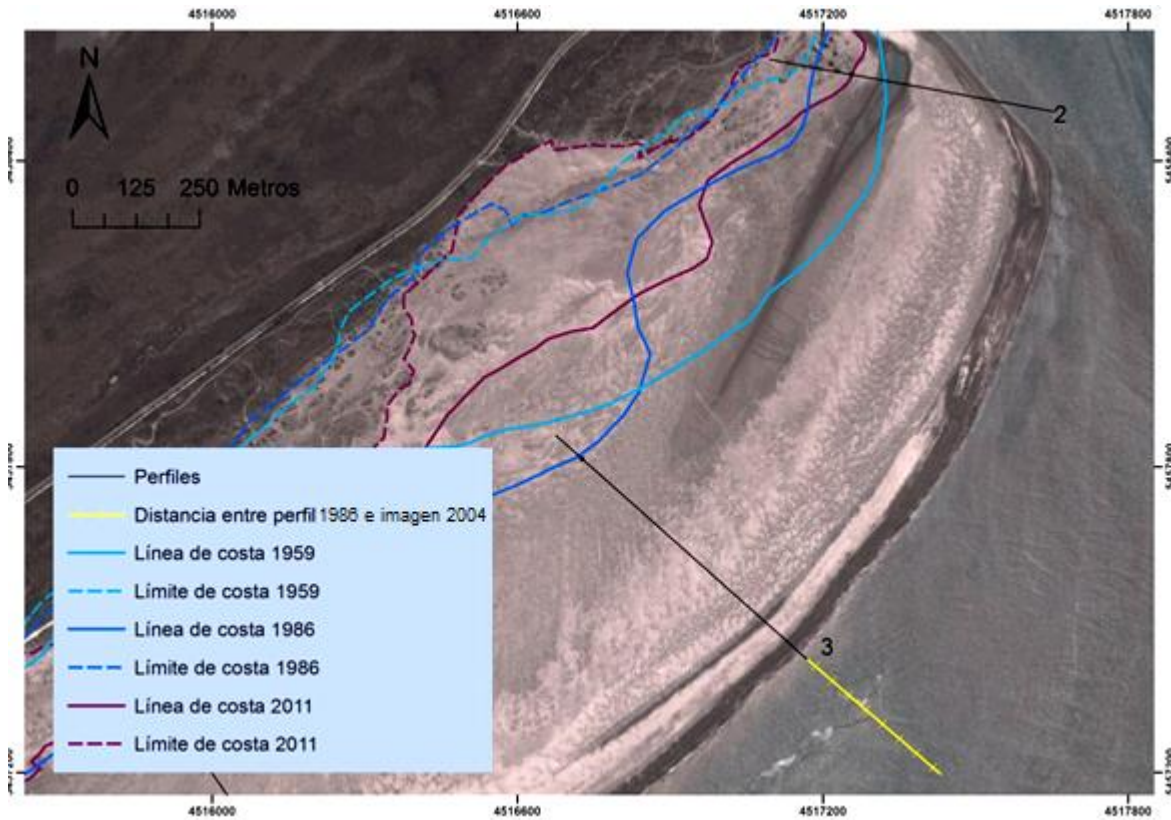 4516000 4516600 4517200 4517800
N
0 125 250 Metros
2
3
Perfiles
Distancia entre perfil 1986 e imagen 2004
Línea de costa 1959
Límite de costa 1959
Línea de costa 1986
Límite de costa 1986
Línea de costa 2011
Límite de costa 2011
4516000 4516600 4517200 4517800